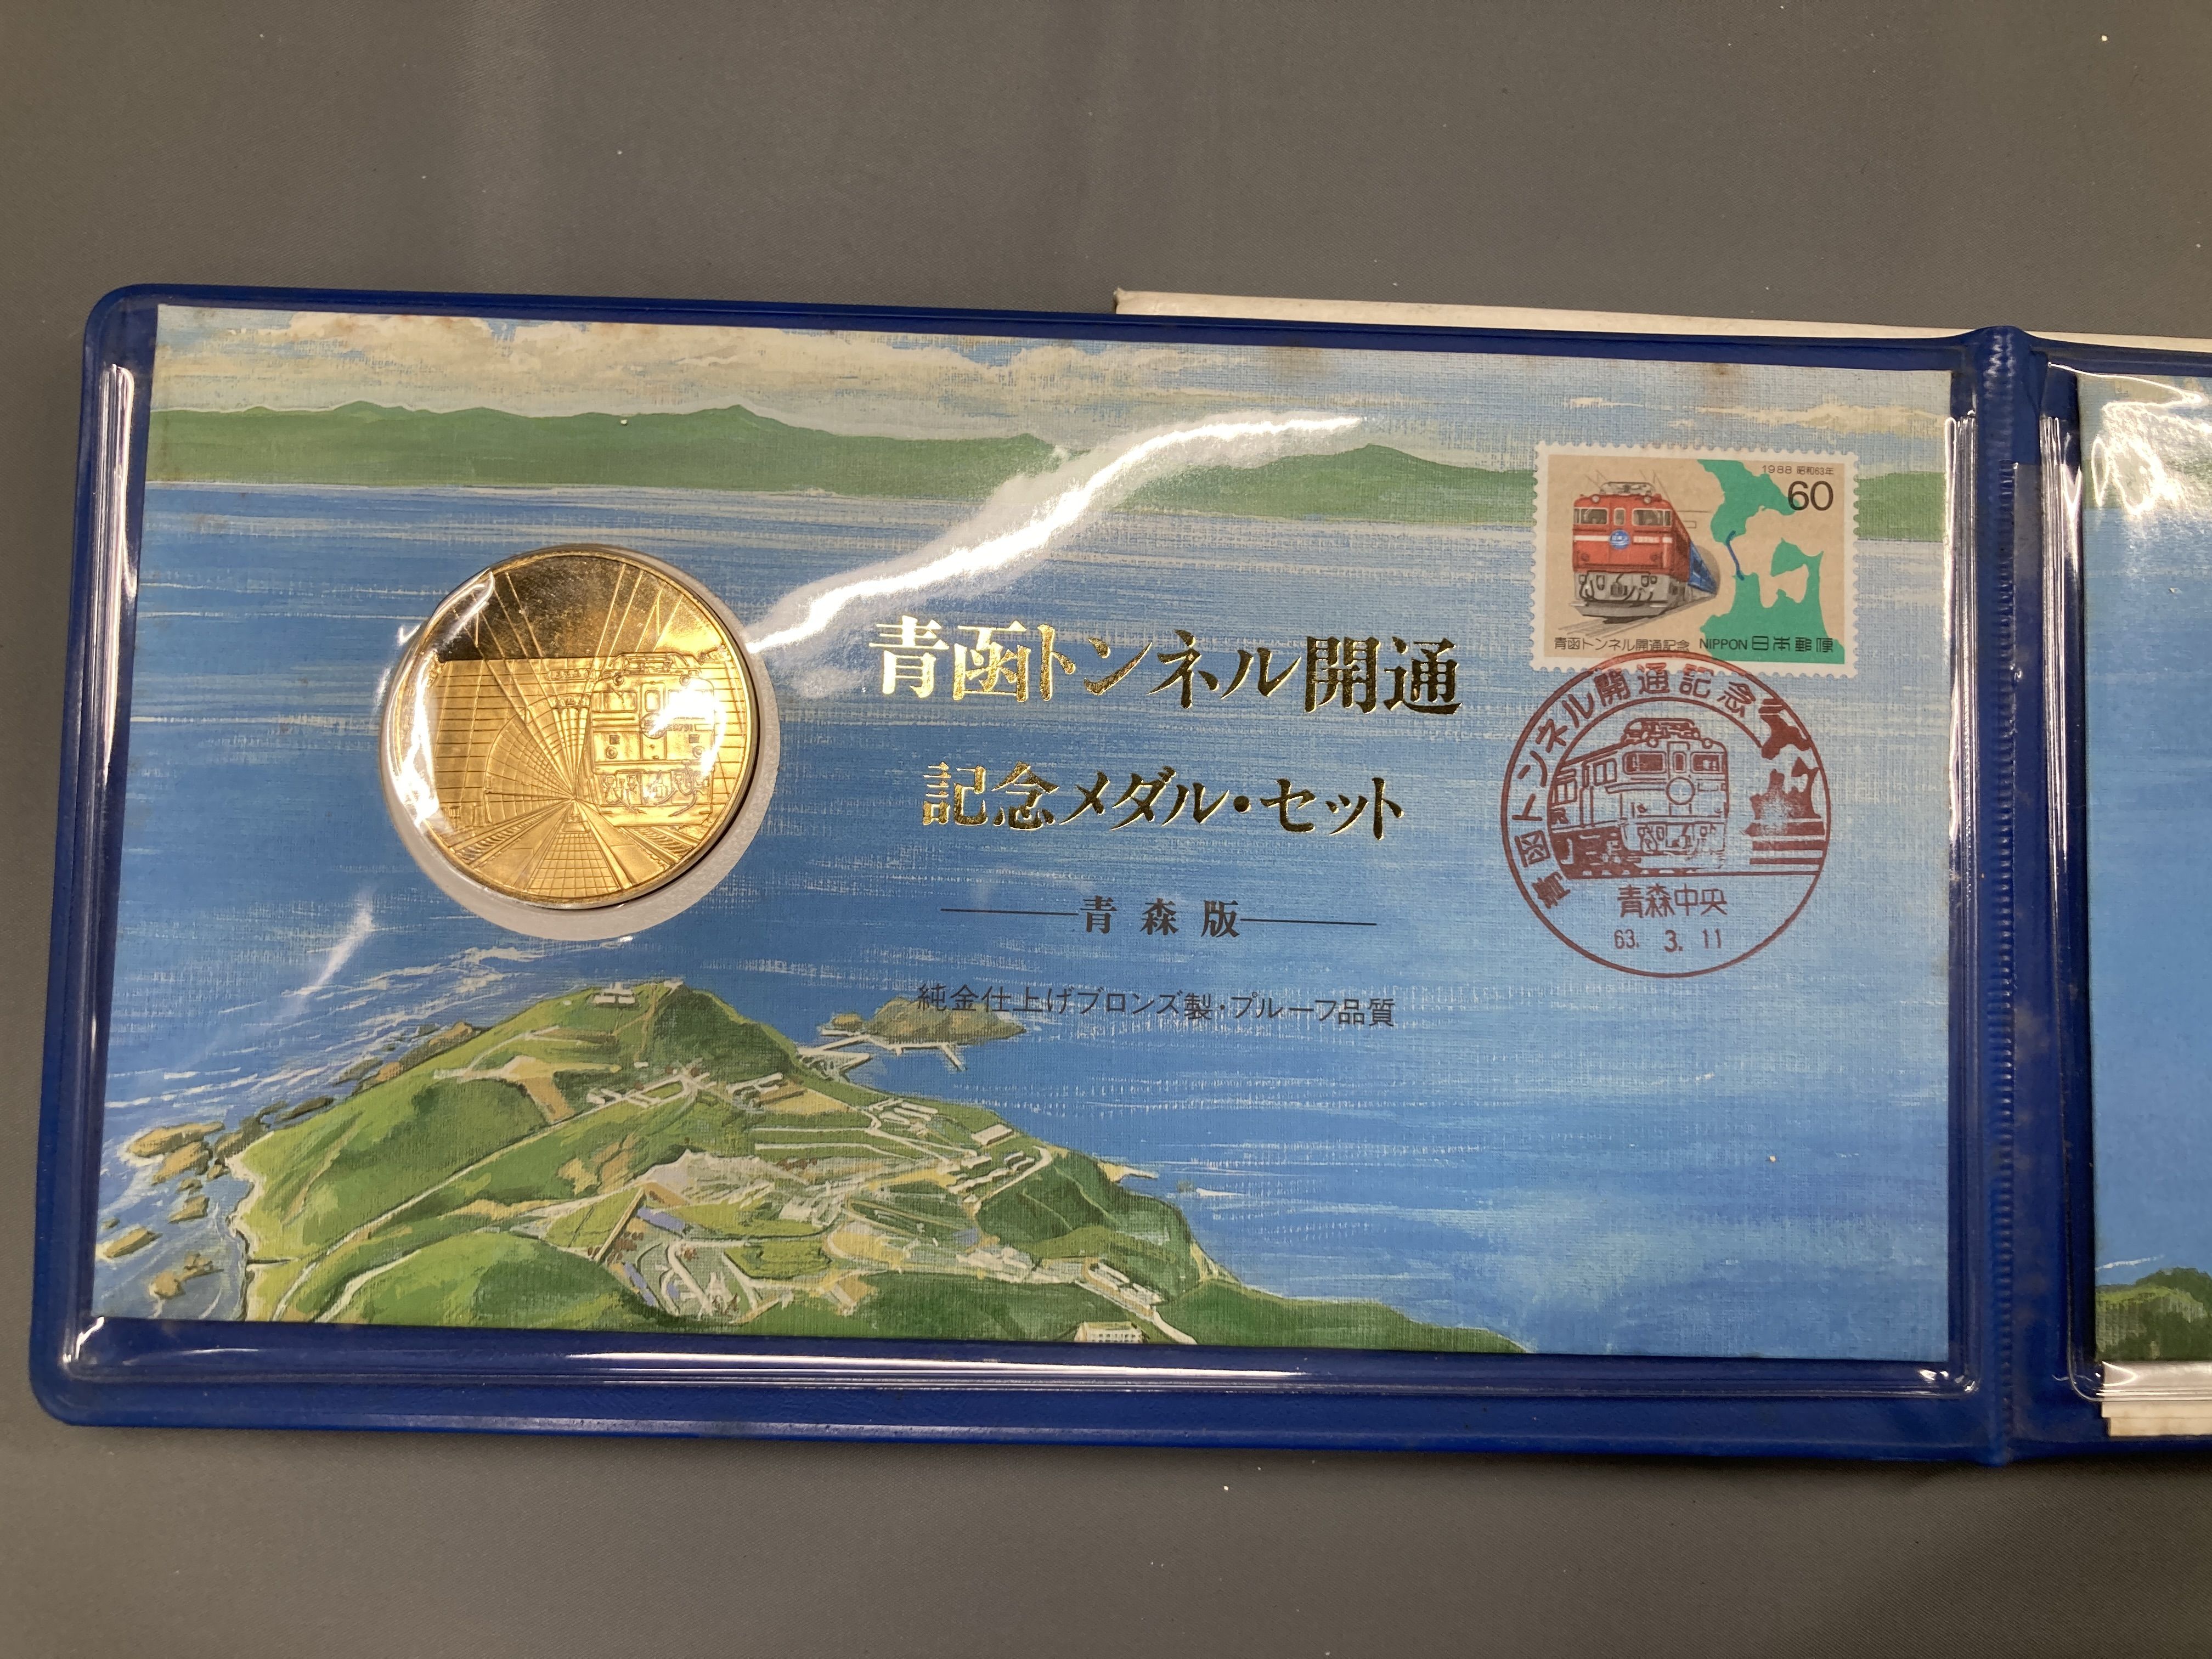 青函トンネル開通
記念メダル・セット
青森版
純金仕上げブロンズ製・プルーフ品質
1988 昭和63年
60
青函トンネル開通記念 NIPPON 日本郵便
青函トンネル開通記念
青森中央
63. 3. 11